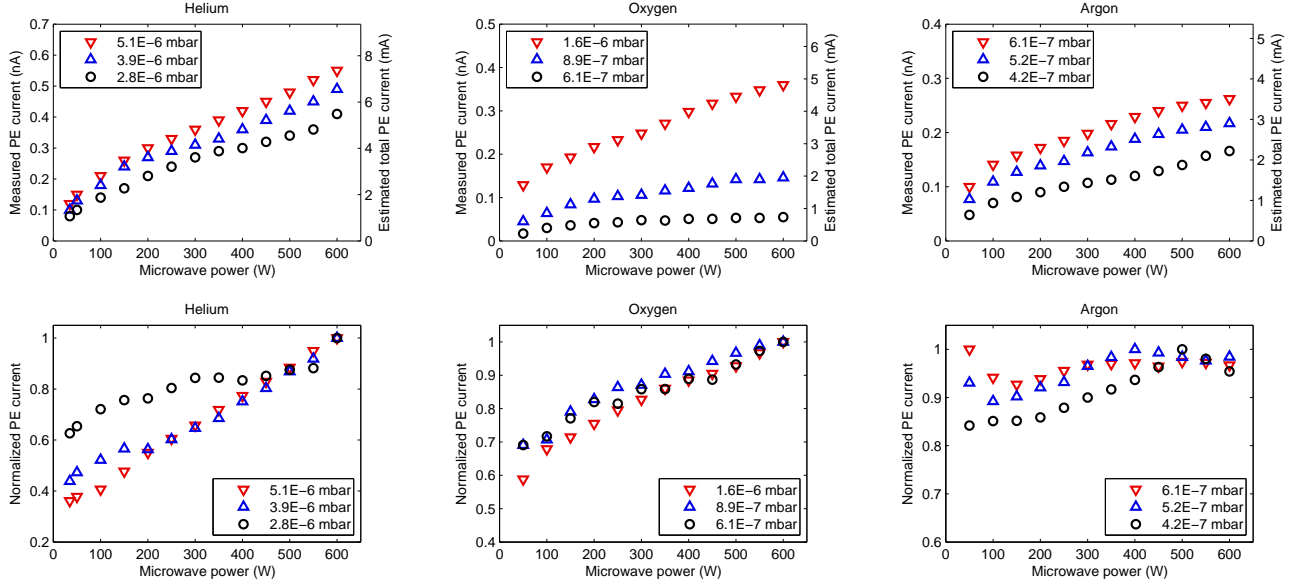 Helium
0.7
0.6
0.5
0.4
0.3
0.2
0.1
0
Measured PE current (nA)
5.1E−6 mbar
3.9E−6 mbar
2.8E−6 mbar
8
6
4
2
0
Estimated total PE current (mA)
0 100 200 300 400 500 600
Microwave power (W)
Oxygen
0.5
0.4
0.3
0.2
0.1
0
Measured PE current (nA)
1.6E−6 mbar
8.9E−7 mbar
6.1E−7 mbar
6
5
4
3
2
1
0
Estimated total PE current (mA)
0 100 200 300 400 500 600
Microwave power (W)
Argon
0.4
0.3
0.2
0.1
0
Measured PE current (nA)
6.1E−7 mbar
5.2E−7 mbar
4.2E−7 mbar
5
4
3
2
1
0
Estimated total PE current (mA)
0 100 200 300 400 500 600
Microwave power (W)
Helium
1
0.8
0.6
0.4
0.2
Normalized PE current
5.1E−6 mbar
3.9E−6 mbar
2.8E−6 mbar
0 100 200 300 400 500 600
Microwave power (W)
Oxygen
1
0.9
0.8
0.7
0.6
0.5
0.4
Normalized PE current
1.6E−6 mbar
8.9E−7 mbar
6.1E−7 mbar
0 100 200 300 400 500 600
Microwave power (W)
Argon
1
0.9
0.8
0.7
0.6
Normalized PE current
6.1E−7 mbar
5.2E−7 mbar
4.2E−7 mbar
0 100 200 300 400 500 600
Microwave power (W)